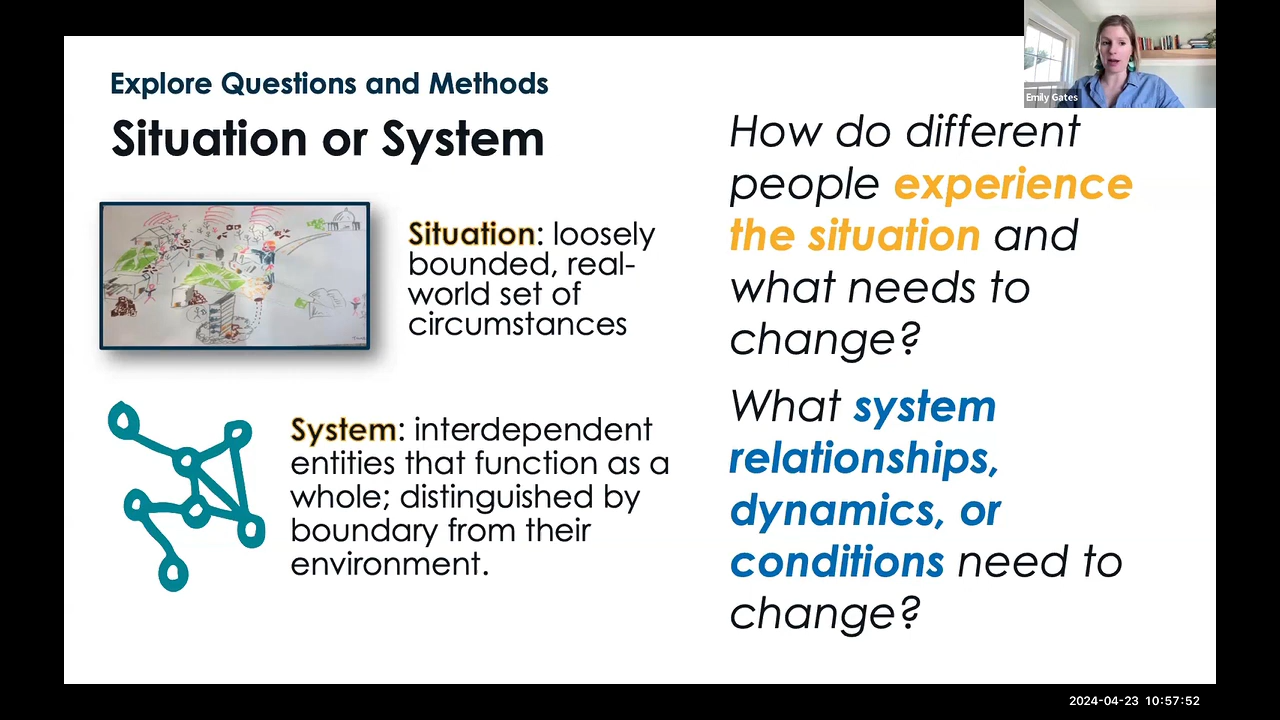 Explore Questions and Methods
Situation or System
Situation: loosely
bounded, real-
world set of
circumstances
System: interdependent
entities that function as a
whole; distinguished by
boundary from their
environment.
How do different
people experience
the situation and
what needs to
change?
What system
relationships,
dynamics, or
conditions need to
change?
Emily Gates
2024-04-23 10:57:52